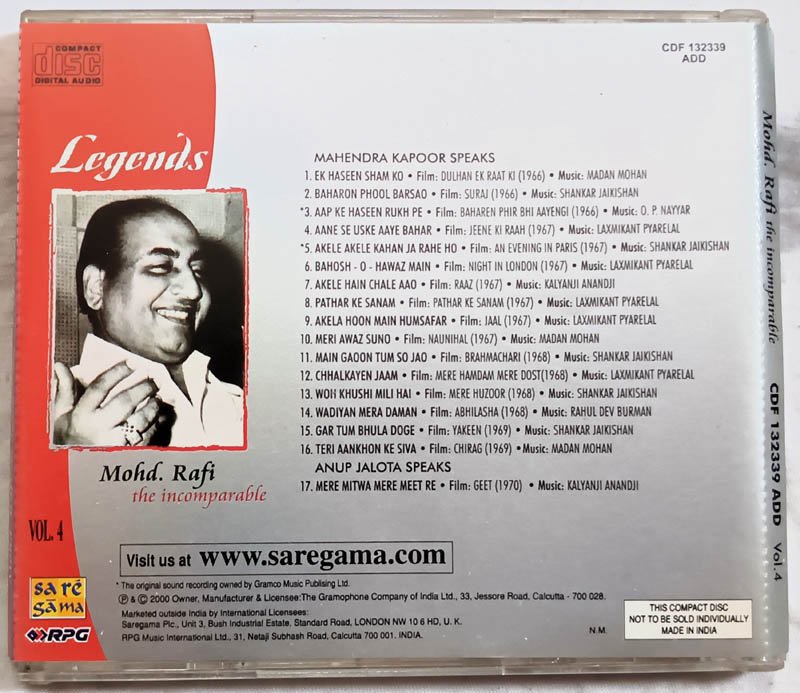 COMPACT
disc
DIGITAL AUDIO
CDF 132339
ADD
Legends
MAHENDRA KAPOOR SPEAKS
1. EK HASEEN SHAM KO • Film: DULHAN EK RAAT KI (1966) • Music: MADAN MOHAN
2. BAHARON PHOOL BARSAO • Film: SURAJ (1966) • Music: SHANKAR JAIKISHAN
*3. AAP KE HASEEN RUKH PE • Film: BAHAREN PHIR BHI AAYENGI (1966) • Music: O. P. NAYYAR
4. AANE SE USKE AAYE BAHAR • Film: JEENE KI RAAH (1967) • Music: LAXMIKANT PYARELAL
*5. AKELE AKELE KAHAN JA RAHE HO • Film: AN EVENING IN PARIS (1967) • Music: SHANKAR JAIKISHAN
6. BAHOSH - O - HAWAZ MAIN • Film: NIGHT IN LONDON (1967) • Music: LAXMIKANT PYARELAL
7. AKELE HAIN CHALE AAO • Film: RAAZ (1967) • Music: KALYANJI ANANDJI
8. PATHAR KE SANAM • Film: PATHAR KE SANAM (1967) • Music: LAXMIKANT PYARELAL
9. AKELA HOON MAIN HUMSAFAR • Film: JAAL (1967) • Music: LAXMIKANT PYARELAL
10. MERI AWAZ SUNO • Film: NAUNIHAL (1967) • Music: MADAN MOHAN
11. MAIN GAOON TUM SO JAO • Film: BRAHMACHARI (1968) • Music: SHANKAR JAIKISHAN
12. CHHALKAYEN JAAM • Film: MERE HAMDAM MERE DOST(1968) • Music: LAXMIKANT PYARELAL
13. WOH KHUSHI MILI HAI • Film: MERE HUZOOR (1968) • Music: SHANKAR JAIKISHAN
14. WADIYAN MERA DAMAN • Film: ABHILASHA (1968) • Music: RAHUL DEV BURMAN
15. GAR TUM BHULA DOGE • Film: YAKEEN (1969) • Music: SHANKAR JAIKISHAN
16. TERI AANKHON KE SIVA • Film: CHIRAG (1969) •Music: MADAN MOHAN
ANUP JALOTA SPEAKS
17. MERE MITWA MERE MEET RE • Film: GEET (1970) • Music: KALYANJI ANANDJI
Mohd. Rafi
the incomparable
VOL. 4
Visit us at www.saregama.com
* The original sound recording owned by Gramco Music Publising Ltd.
℗ & © 2000 Owner, Manufacturer & Licensee:The Gramophone Company of India Ltd., 33, Jessore Road, Calcutta - 700 028.
Marketed outside India by International Licensees:
Saregama Plc., Unit 3, Bush Industrial Estate, Standard Road, LONDON NW 10 6 HD, U. K.
RPG Music International Ltd., 31, Netaji Subhash Road, Calcutta 700 001. INDIA.
N.M.
THIS COMPACT DISC
NOT TO BE SOLD INDIVIDUALLY
MADE IN INDIA
sa rē
gāma
RPG
Mohd. Rafi the incomparable CDF 132339 ADD Vol.4